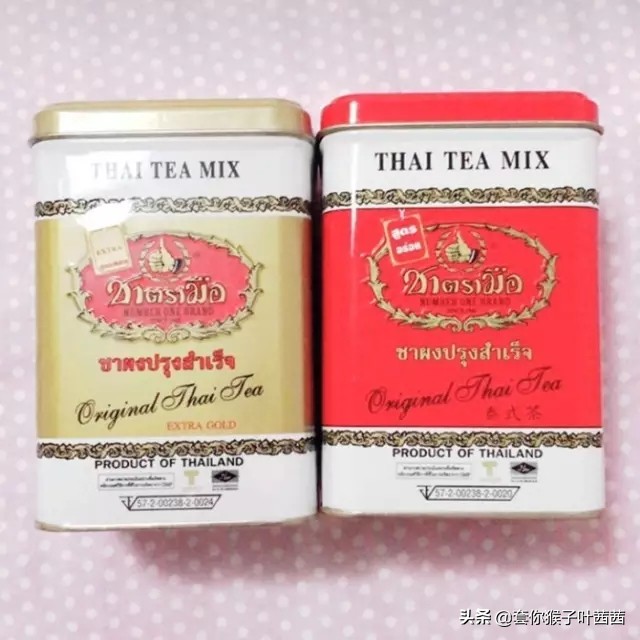 THAI TEA MIX
EXTRA
ชาตรามือ
NUMBER ONE BRAND
ชาผงปรุงสำเร็จ
Original Thai Tea
EXTRA GOLD
PRODUCT OF THAILAND
57-2-00238-2-0024
THAI TEA MIX
สูตร
อร่อย
ชาตรามือ
NUMBER ONE BRAND
ชาผงปรุงสำเร็จ
Original Thai Tea
泰式茶
PRODUCT OF THAILAND
57-2-00238-2-0020
头条 @套你猴子叶茜茜